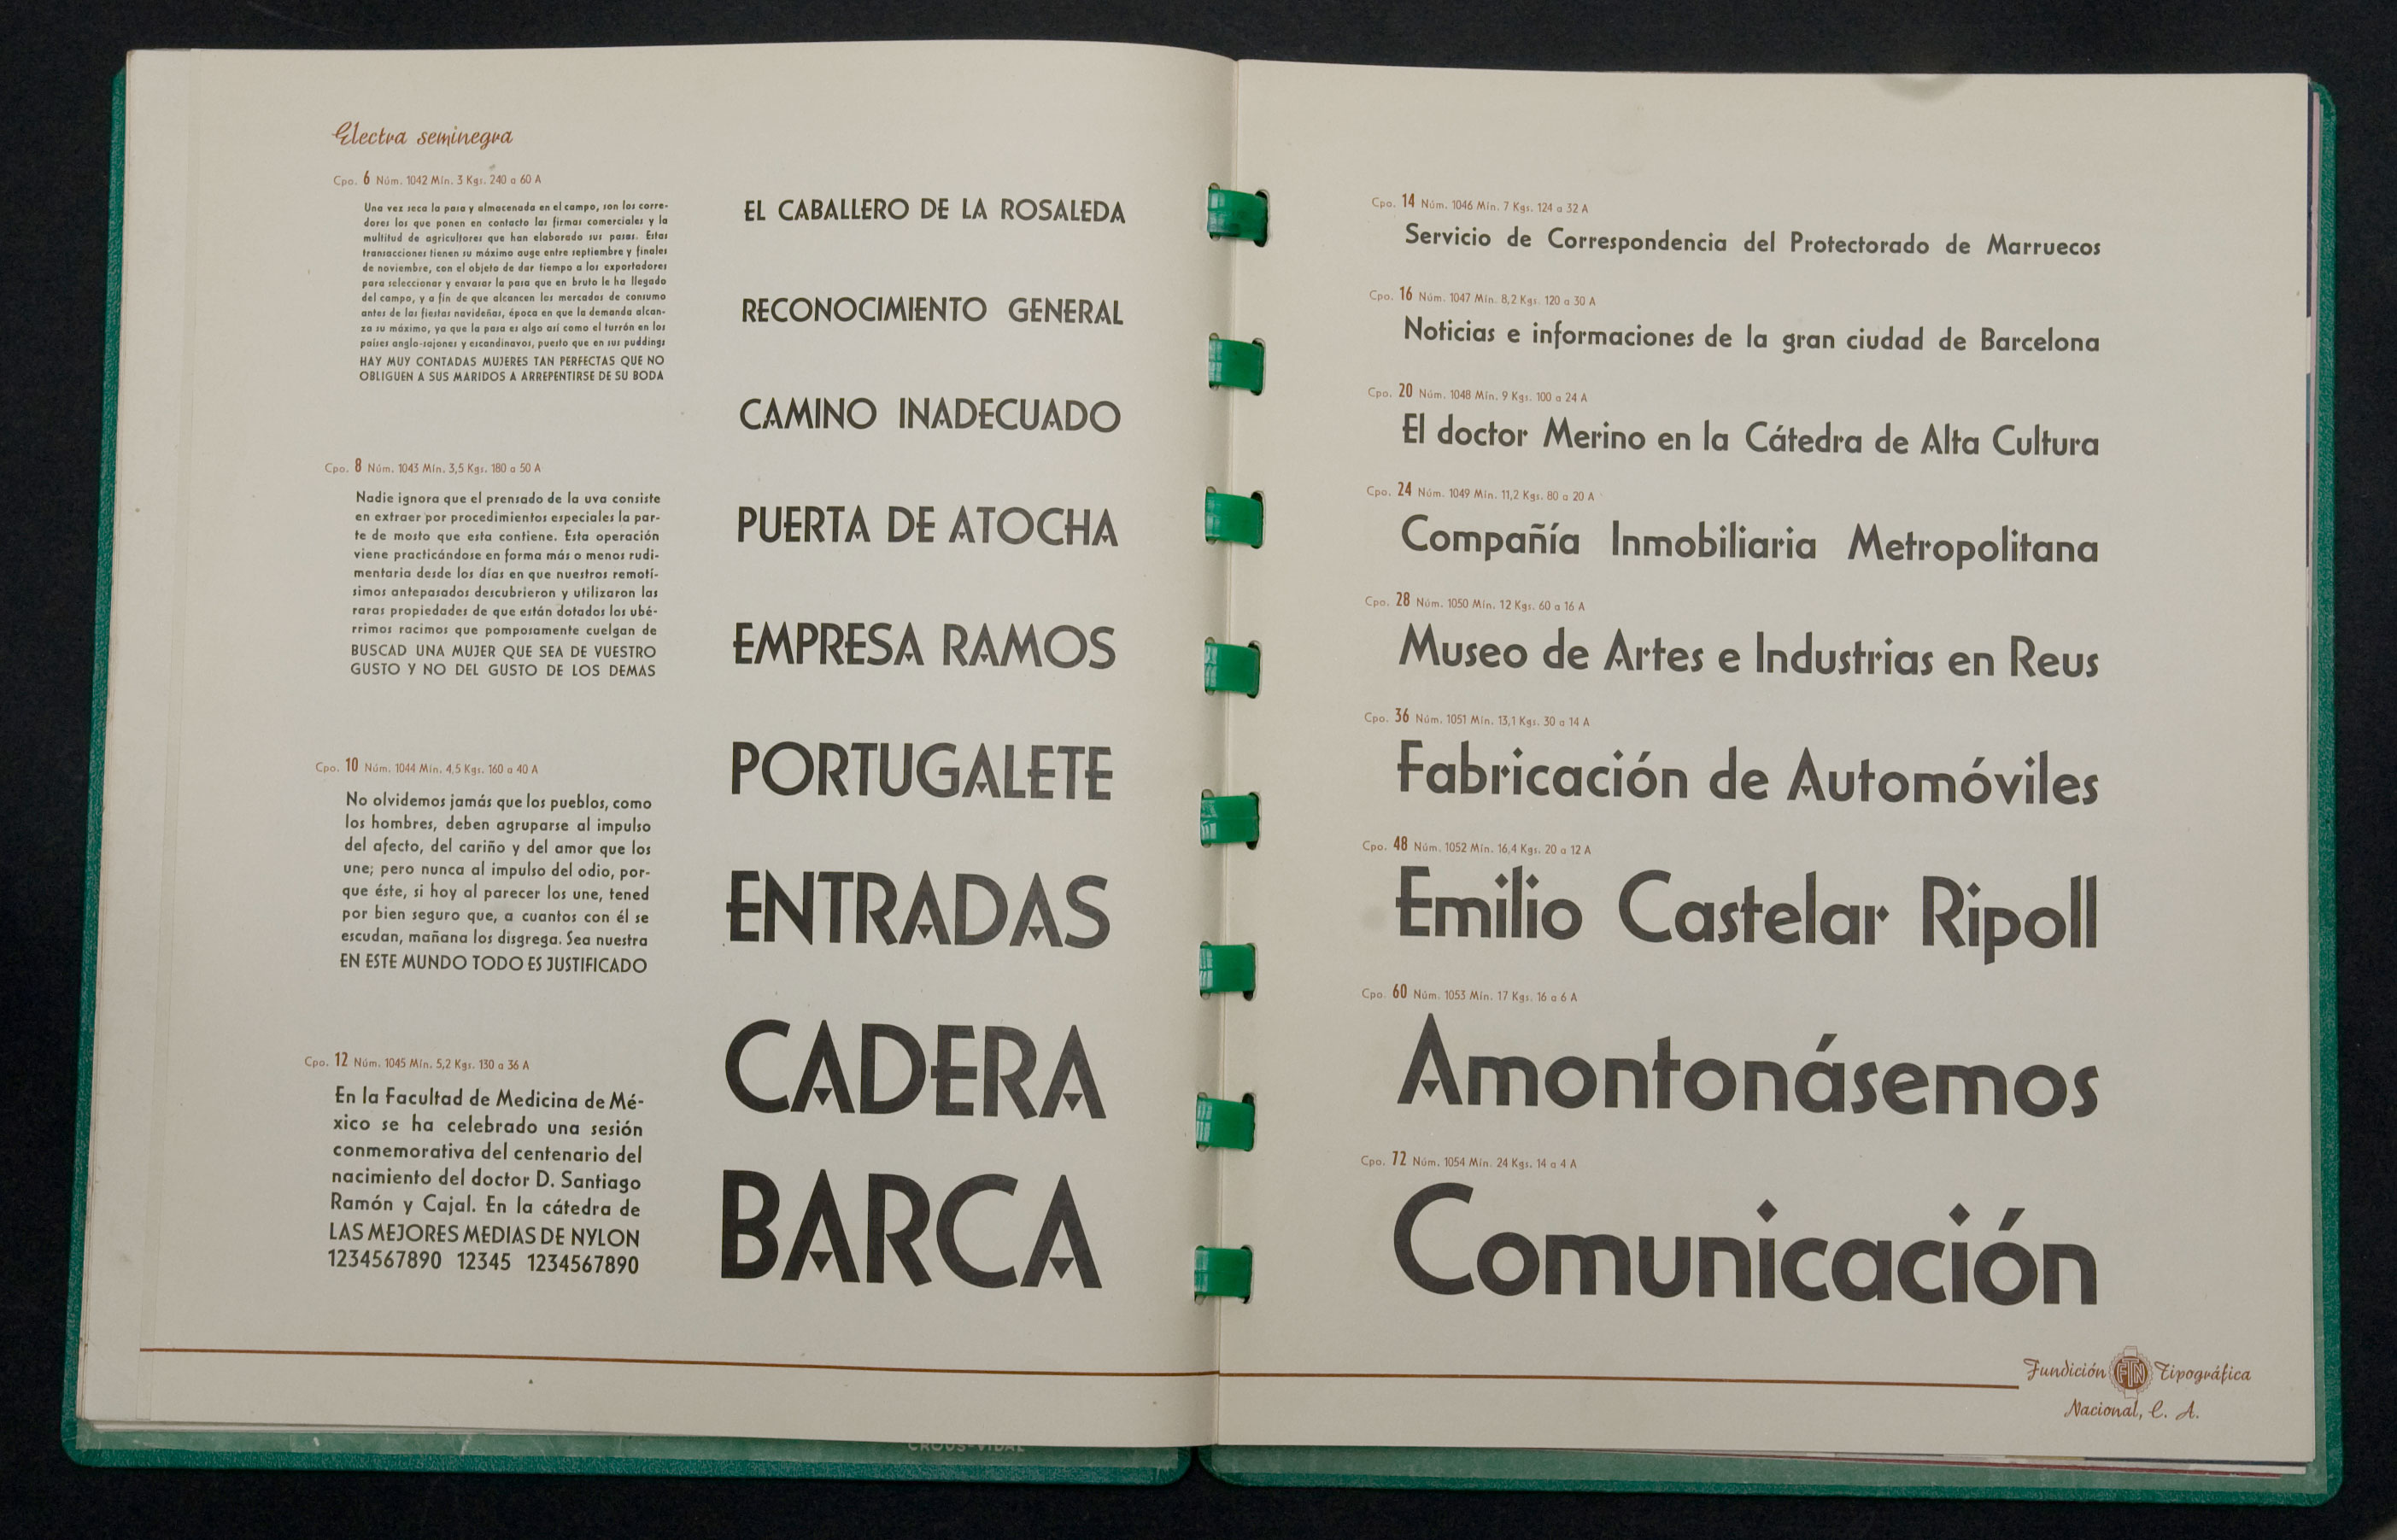 Electra seminegra
Cpo. 6 Núm. 1042 Mín. 3 Kgs. 240 a 60 A
Una vez seca la pasa y almacenada en el campo, son los corre-
dores los que ponen en contacto las firmas comerciales y la
multitud de agricultores que han elaborado sus pasas. Estas
transacciones tienen su máximo auge entre septiembre y finales
de noviembre, con el objeto de dar tiempo a los exportadores
para seleccionar y envasar la pasa que en bruto le ha llegado
del campo, y a fin de que alcancen los mercados de consumo
antes de las fiestas navideñas, época en que la demanda alcan-
za su máximo, ya que la pasa es algo así como el turrón en los
países anglo-sajones y escandinavos, puesto que en sus puddings
HAY MUY CONTADAS MUJERES TAN PERFECTAS QUE NO
OBLIGUEN A SUS MARIDOS A ARREPENTIRSE DE SU BODA
Cpo. 8 Núm. 1043 Mín. 3,5 Kgs. 180 a 50 A
Nadie ignora que el prensado de la uva consiste
en extraer por procedimientos especiales la par-
te de mosto que esta contiene. Esta operación
viene practicándose en forma más o menos rudi-
mentaria desde los días en que nuestros remotí-
simos antepasados descubrieron y utilizaron las
raras propiedades de que están dotados los ubé-
rrimos racimos que pomposamente cuelgan de
BUSCAD UNA MUJER QUE SEA DE VUESTRO
GUSTO Y NO DEL GUSTO DE LOS DEMAS
Cpo. 10 Núm. 1044 Mín. 4,5 Kgs. 160 a 40 A
No olvidemos jamás que los pueblos, como
los hombres, deben agruparse al impulso
del afecto, del cariño y del amor que los
une; pero nunca al impulso del odio, por-
que éste, si hoy al parecer los une, tened
por bien seguro que, a cuantos con él se
escudan, mañana los disgrega. Sea nuestra
EN ESTE MUNDO TODO ES JUSTIFICADO
Cpo. 12 Núm. 1045 Mín. 5,2 Kgs. 130 a 36 A
En la Facultad de Medicina de Mé-
xico se ha celebrado una sesión
conmemorativa del centenario del
nacimiento del doctor D. Santiago
Ramón y Cajal. En la cátedra de
LAS MEJORES MEDIAS DE NYLON
1234567890 12345 1234567890
EL CABALLERO DE LA ROSALEDA
RECONOCIMIENTO GENERAL
CAMINO INADECUADO
PUERTA DE ATOCHA
EMPRESA RAMOS
PORTUGALETE
ENTRADAS
CADERA
BARCA
CROUS-VIDAL
Cpo. 14 Núm. 1046 Mín. 7 Kgs. 124 a 32 A
Servicio de Correspondencia del Protectorado de Marruecos
Cpo. 16 Núm. 1047 Mín. 8,2 Kgs. 120 a 30 A
Noticias e informaciones de la gran ciudad de Barcelona
Cpo. 20 Núm. 1048 Mín. 9 Kgs. 100 a 24 A
El doctor Merino en la Cátedra de Alta Cultura
Cpo. 24 Núm. 1049 Mín. 11,2 Kgs. 80 a 20 A
Compañía Inmobiliaria Metropolitana
Cpo. 28 Núm. 1050 Mín. 12 Kgs. 60 a 16 A
Museo de Artes e Industrias en Reus
Cpo. 36 Núm. 1051 Mín. 13,1 Kgs. 30 a 14 A
Fabricación de Automóviles
Cpo. 48 Núm. 1052 Mín. 16,4 Kgs. 20 a 12 A
Emilio Castelar Ripoll
Cpo. 60 Núm. 1053 Mín. 17 Kgs. 16 a 6 A
Amontonásemos
Cpo. 72 Núm. 1054 Mín. 24 Kgs. 14 a 4 A
Comunicación
Fundición FTN Tipográfica
Nacional, C. A.